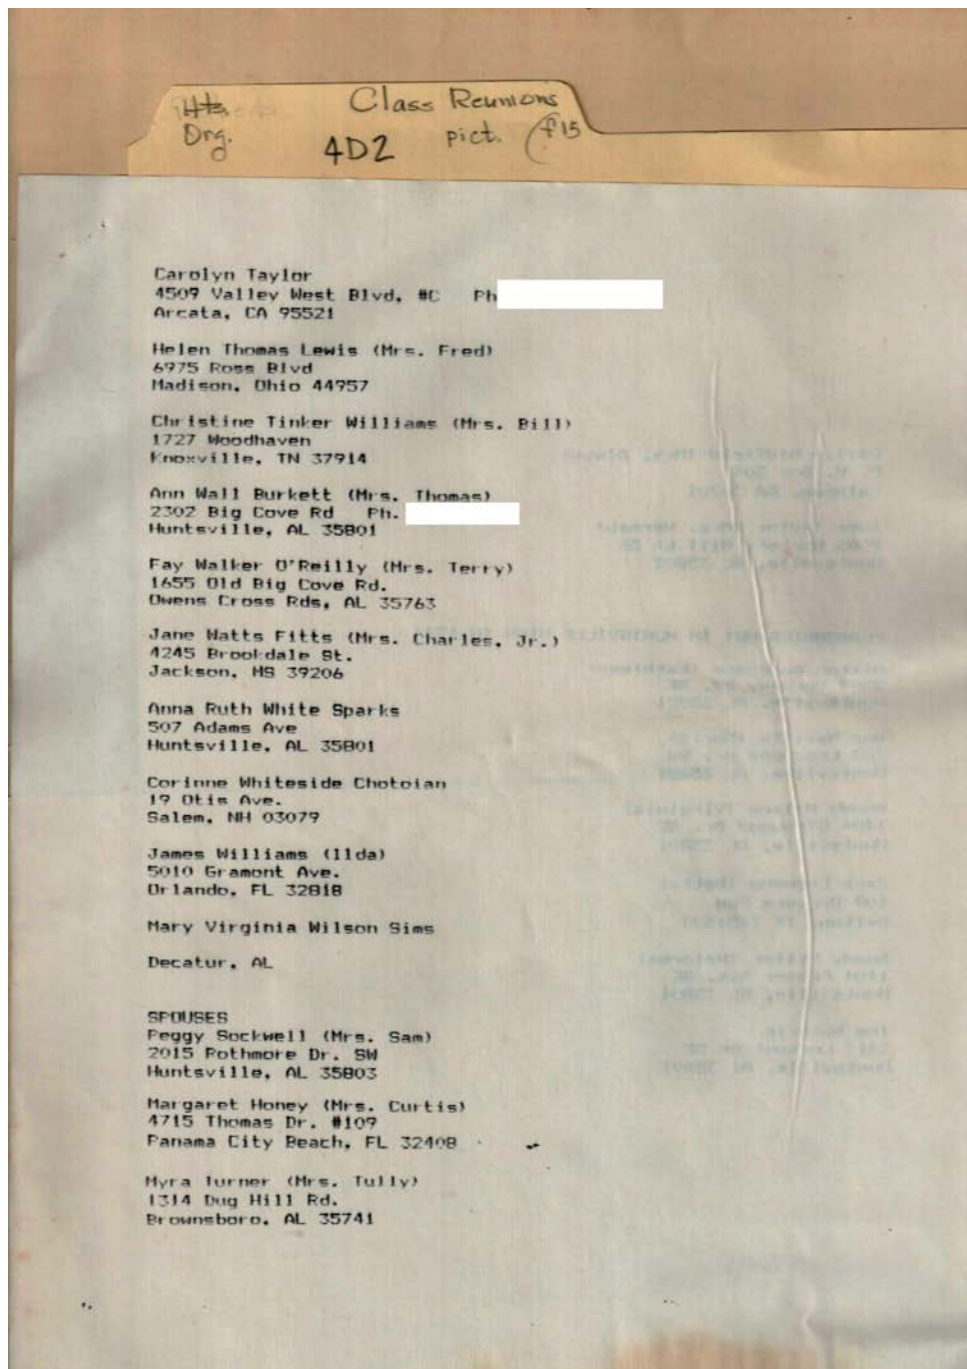 Hts Class Reunions
Org. 4D2 pict. f15
Carolyn Taylor
4509 Valley West Blvd, #C Ph
Arcata, CA 95521
Helen Thomas Lewis (Mrs. Fred)
6975 Ross Blvd
Madison, Ohio 44957
Christine Tinker Williams (Mrs. Bill)
1727 Woodhaven
Knoxville, TN 37914
Ann Wall Burkett (Mrs. Thomas)
2302 Big Cove Rd Ph.
Huntsville, AL 35801
Fay Walker O'Reilly (Mrs. Terry)
1655 Old Big Cove Rd.
Owens Cross Rds, AL 35763
Jane Watts Fitts (Mrs. Charles, Jr.)
4245 Brookdale St.
Jackson, MS 39206
Anna Ruth White Sparks
507 Adams Ave
Huntsville, AL 35801
Corinne Whiteside Chotoian
19 Otis Ave.
Salem, NH 03079
James Williams (Ilda)
5010 Gramont Ave.
Orlando, FL 32818
Mary Virginia Wilson Sims
Decatur, AL
SPOUSES
Peggy Sockwell (Mrs. Sam)
2015 Rothmore Dr. SW
Huntsville, AL 35803
Margaret Honey (Mrs. Curtis)
4715 Thomas Dr. #109
Panama City Beach, FL 32408
Myra Turner (Mrs. Tully)
1314 Dug Hill Rd.
Brownsboro, AL 35741